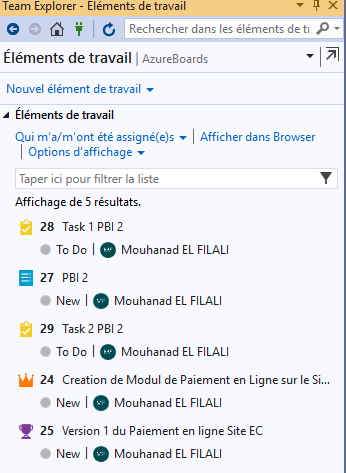 Team Explorer - Éléments de travail
Rechercher dans les éléments de tr
Éléments de travail | AzureBoards
Nouvel élément de travail
Éléments de travail
Qui m'a/m'ont été assigné(e)s | Afficher dans Browser
| Options d'affichage
Taper ici pour filtrer la liste
Affichage de 5 résultats.
28 Task 1 PBI 2
To Do | Mouhanad EL FILALI
27 PBI 2
New | Mouhanad EL FILALI
29 Task 2 PBI 2
To Do | Mouhanad EL FILALI
24 Creation de Modul de Paiement en Ligne sur le Si...
New | Mouhanad EL FILALI
25 Version 1 du Paiement en ligne Site EC
New | Mouhanad EL FILALI